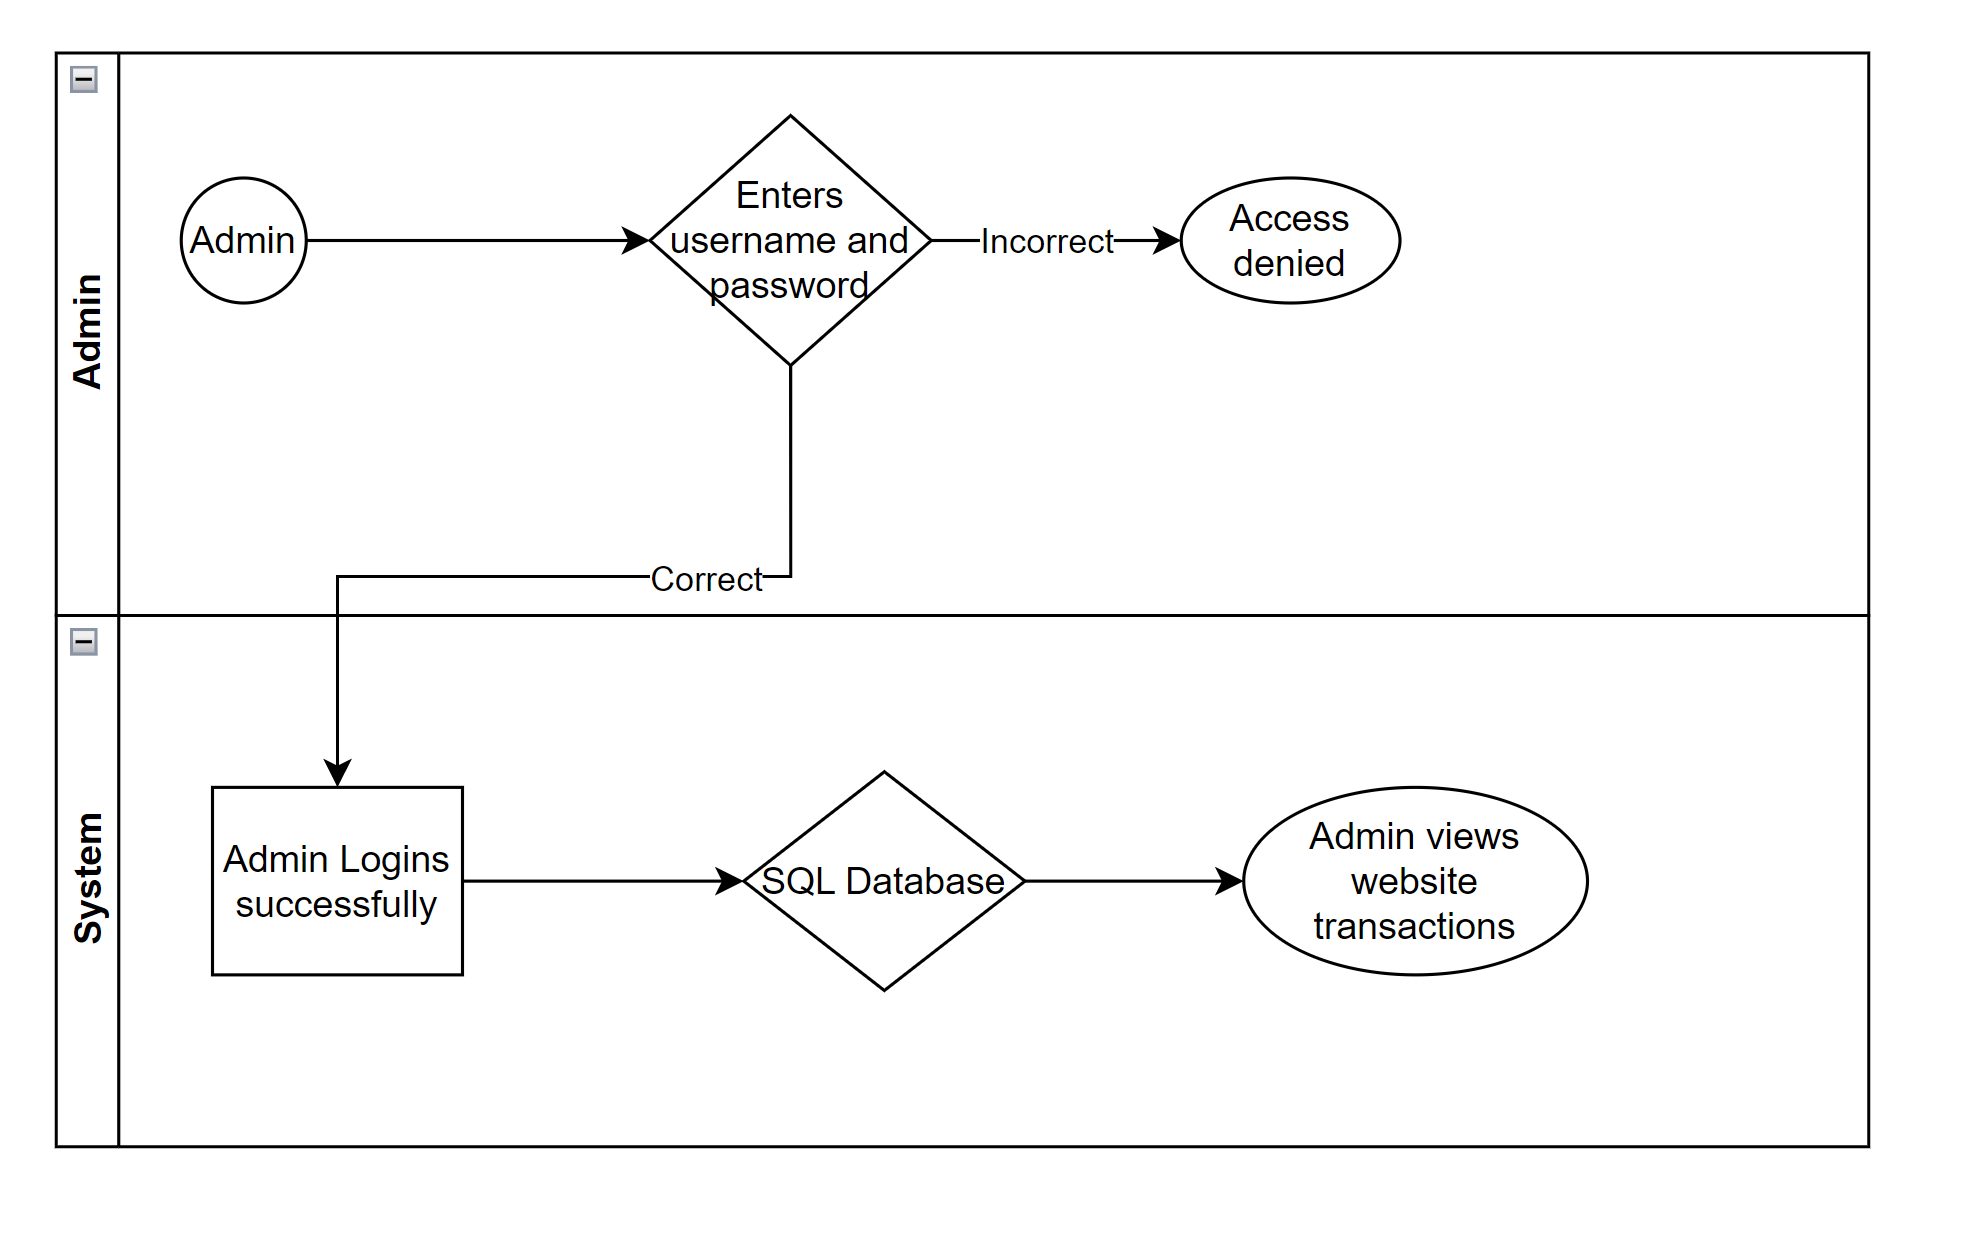 Admin
Admin
Enters
username and
password
Incorrect
Access
denied
Correct
System
Admin Logins
successfully
SQL Database
Admin views
website
transactions